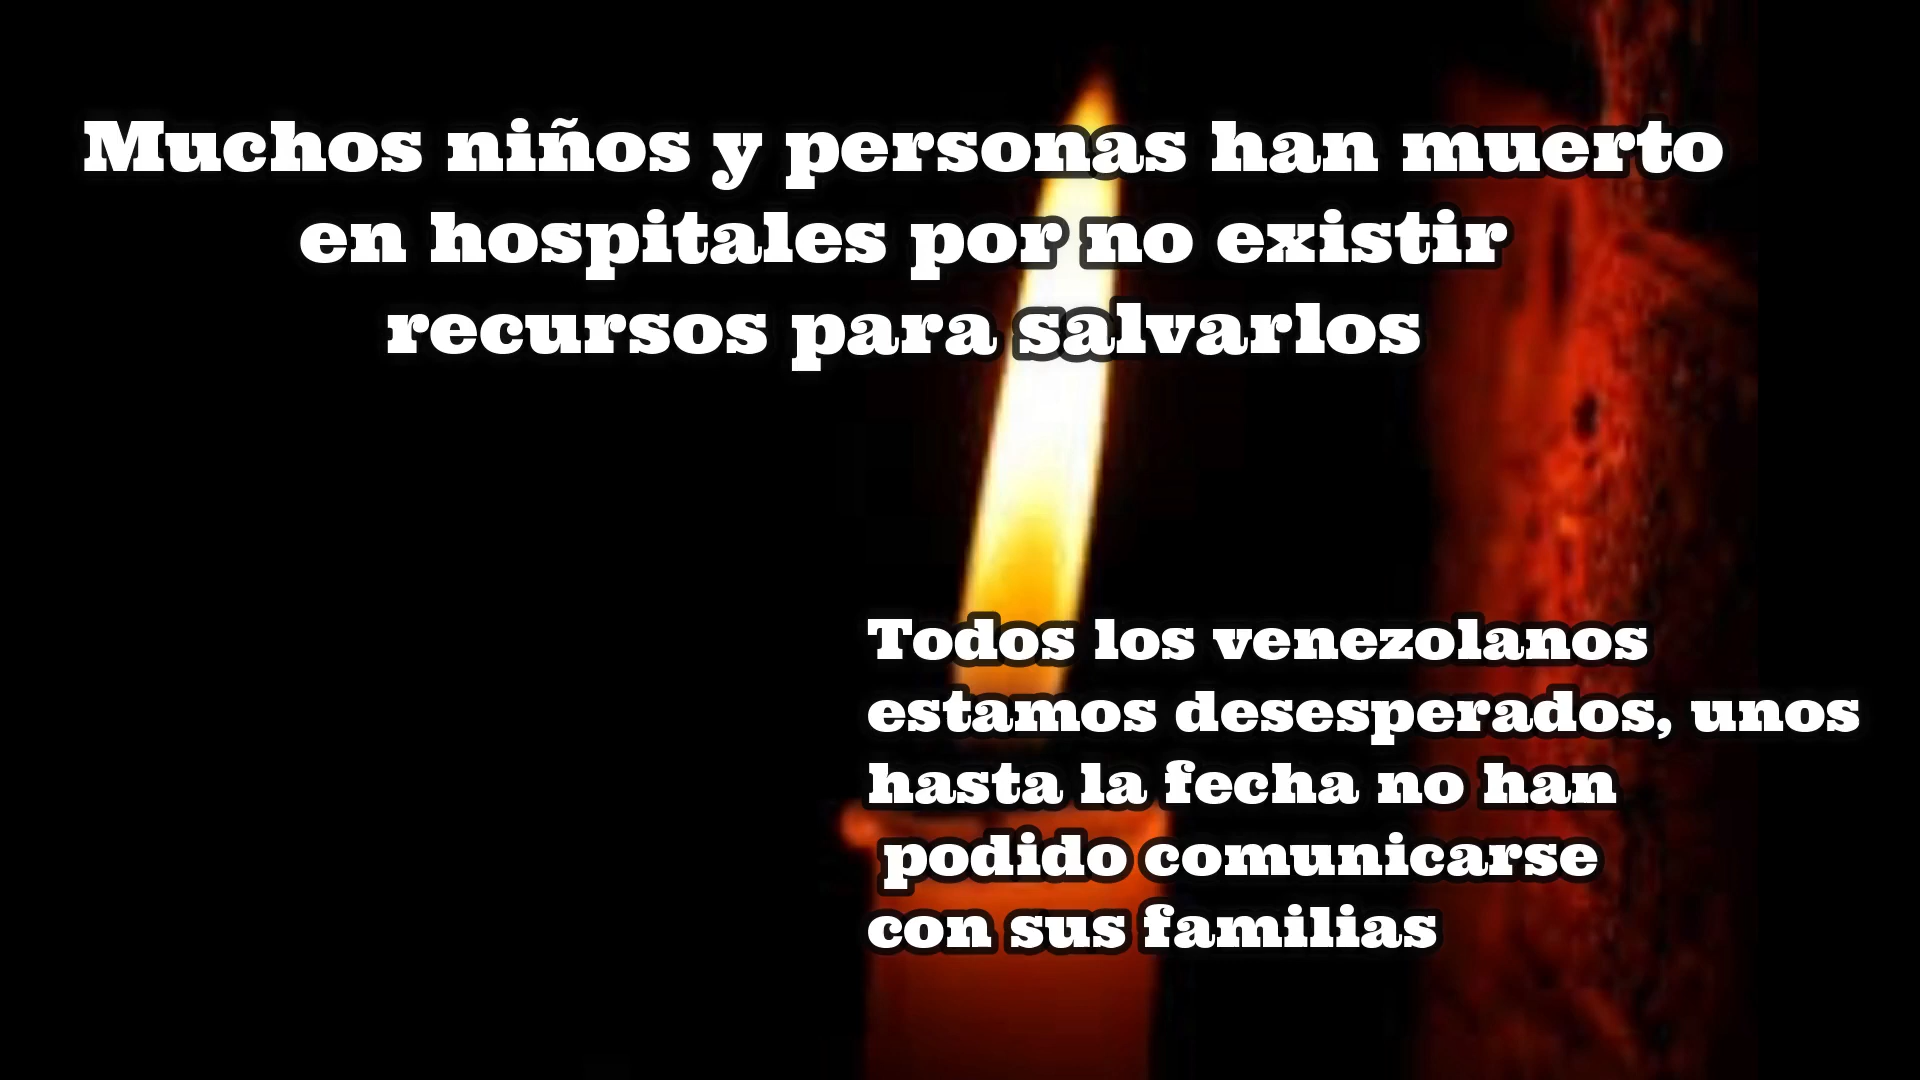 Muchos niños y personas han muerto
en hospitales por no existir
recursos para salvarlos
Todos los venezolanos
estamos desesperados, unos
hasta la fecha no han
podido comunicarse
con sus familias